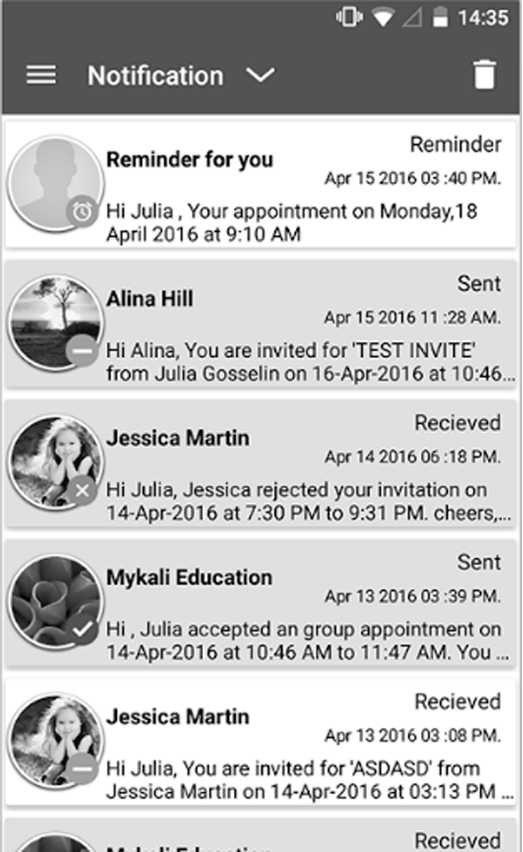 14:35
Notification
Reminder
Reminder for you
Apr 15 2016 03 :40 PM.
Hi Julia , Your appointment on Monday,18
April 2016 at 9:10 AM
Sent
Alina Hill
Apr 15 2016 11 :28 AM.
Hi Alina, You are invited for 'TEST INVITE'
from Julia Gosselin on 16-Apr-2016 at 10:46...
Recieved
Jessica Martin
Apr 14 2016 06 :18 PM.
Hi Julia, Jessica rejected your invitation on
14-Apr-2016 at 7:30 PM to 9:31 PM. cheers,...
Sent
Mykali Education
Apr 13 2016 03 :39 PM.
Hi , Julia accepted an group appointment on
14-Apr-2016 at 10:46 AM to 11:47 AM. You ...
Recieved
Jessica Martin
Apr 13 2016 03 :08 PM.
Hi Julia, You are invited for 'ASDASD' from
Jessica Martin on 14-Apr-2016 at 03:13 PM ...
Recieved
Mykali Education